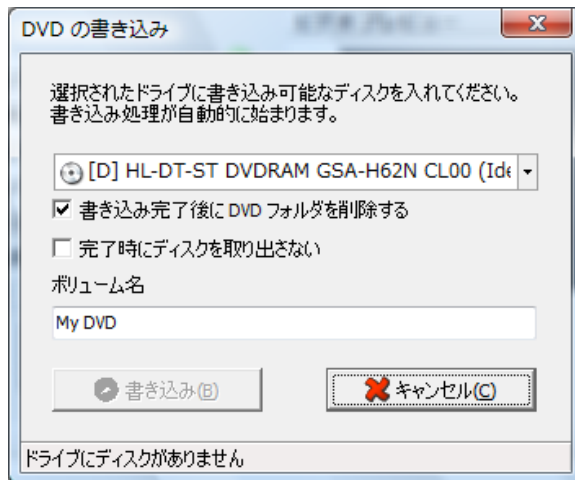 DVD の書き込み
選択されたドライブに書き込み可能なディスクを入れてください。
書き込み処理が自動的に始まります。
[D] HL-DT-ST DVDRAM GSA-H62N CL00 (Ide
書き込み完了後に DVD フォルダを削除する
完了時にディスクを取り出さない
ボリューム名
My DVD
書き込み(B) キャンセル(C)
ドライブにディスクがありません